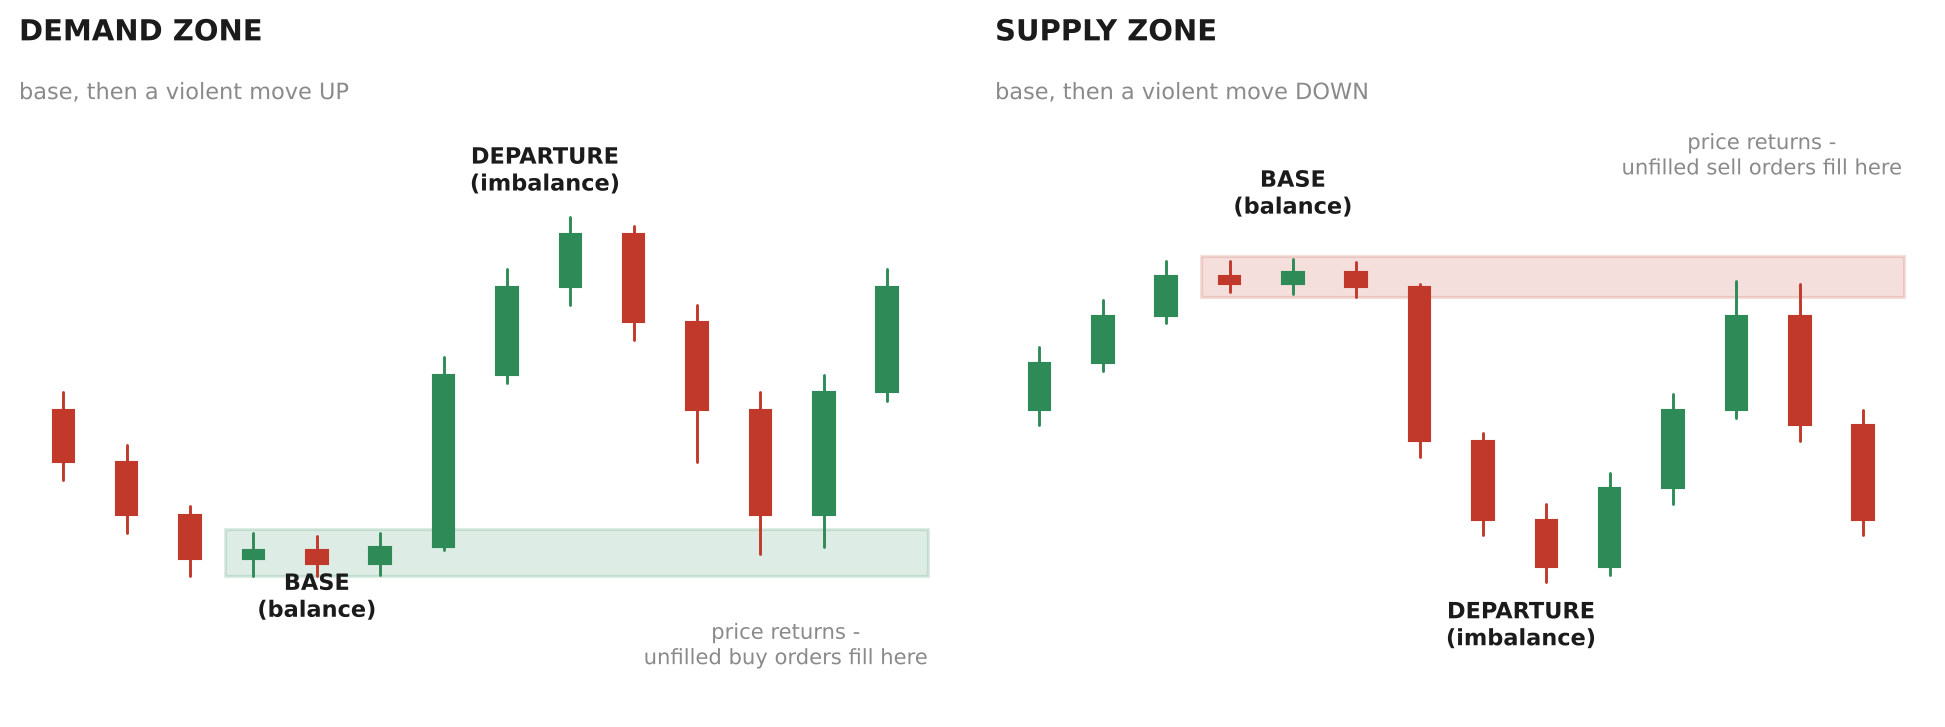 DEMAND ZONE
base, then a violent move UP
DEPARTURE
(imbalance)
BASE
(balance)
price returns -
unfilled buy orders fill here
SUPPLY ZONE
base, then a violent move DOWN
price returns -
unfilled sell orders fill here
BASE
(balance)
DEPARTURE
(imbalance)